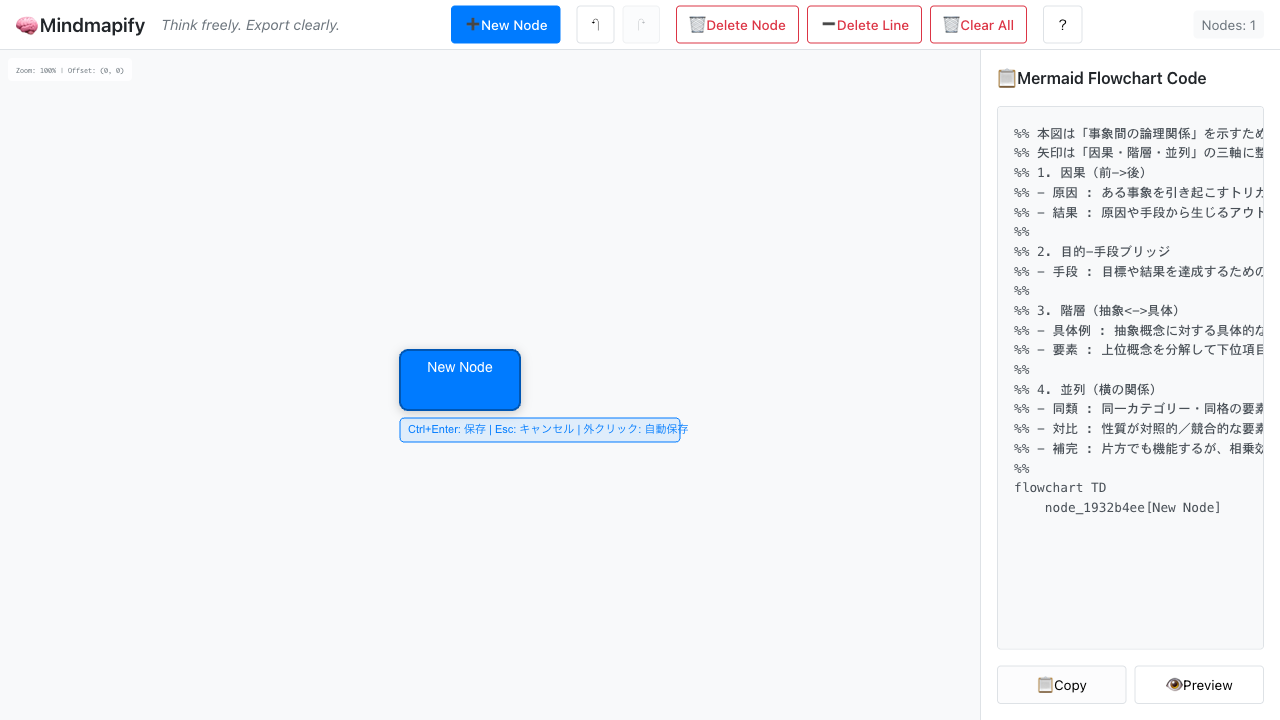 Mindmapify
Think freely. Export clearly.
New Node
Delete Node
Delete Line
Clear All
?
Nodes: 1
Zoom: 100% | Offset: (0, 0)
New Node
Ctrl+Enter: 保存 | Esc: キャンセル | 外クリック: 自動保存
Mermaid Flowchart Code
%% 本図は「事象間の論理関係」を示すため
%% 矢印は「因果・階層・並列」の三軸に整
%% 1. 因果（前->後）
%% - 原因 : ある事象を引き起こすトリガ
%% - 結果 : 原因や手段から生じるアウト
%%
%% 2. 目的-手段ブリッジ
%% - 手段 : 目標や結果を達成するための
%%
%% 3. 階層（抽象<->具体）
%% - 具体例 : 抽象概念に対する具体的な
%% - 要素 : 上位概念を分解して下位項目
%%
%% 4. 並列（横の関係）
%% - 同類 : 同一カテゴリー・同格の要素
%% - 対比 : 性質が対照的／競合的な要素
%% - 補完 : 片方でも機能するが、相乗効
%%
flowchart TD
node_1932b4ee[New Node]
Copy
Preview